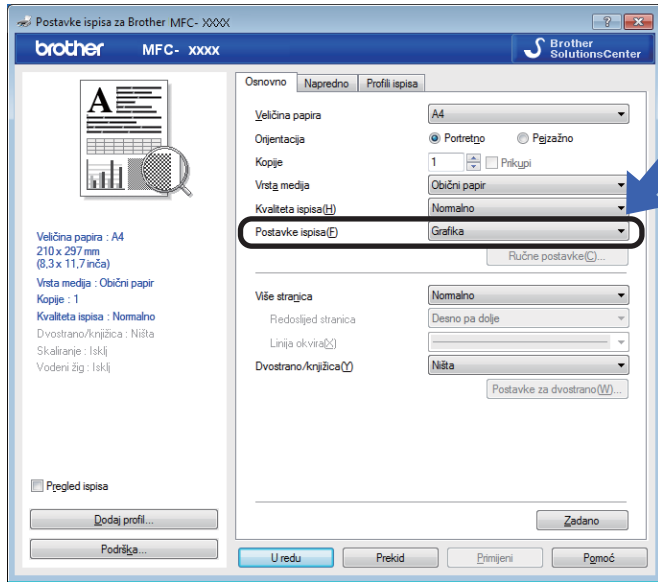 Postavke ispisa za Brother MFC- XXXX
brother MFC- XXXX
Brother
SolutionsCenter
A
Veličina papira : A4
210 x 297 mm
(8,3 x 11,7 inča)
Vrsta medija : Obični papir
Kopije : 1
Kvaliteta ispisa : Normalno
Dvostrano/knjižica : Ništa
Skaliranje : Isklj
Vodeni žig : Isklj
Pregled ispisa
Dodaj profil...
Podrška...
Osnovno Napredno Profili ispisa
Veličina papira A4
Orijentacija Portretno Pejzažno
Kopije 1 Prikupi
Vrsta medija Obični papir
Kvaliteta ispisa(H) Normalno
Postavke ispisa(F) Grafika
Ručne postavke(C)...
Više stranica Normalno
Redoslijed stranica Desno pa dolje
Linija okvira(X)
Dvostrano/knjižica(Y) Ništa
Postavke za dvostrano(W)...
Zadano
U redu Prekid Primijeni Pomoć